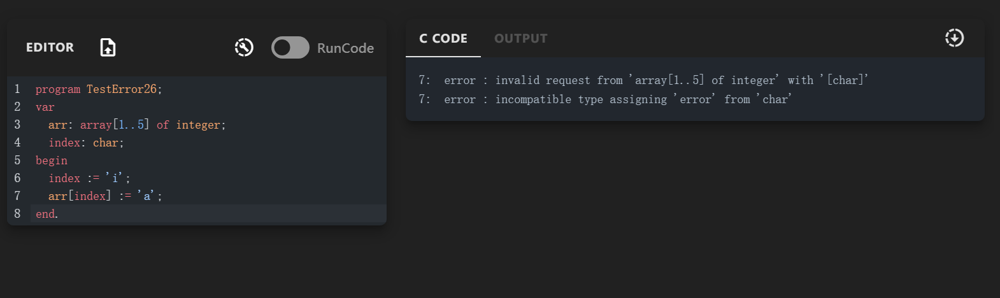 EDITOR
RunCode
1 program TestError26;
2 var
3   arr: array[1..5] of integer;
4   index: char;
5 begin
6   index := 'i';
7   arr[index] := 'a';
8 end.
C CODE
OUTPUT
7:  error : invalid request from 'array[1..5] of integer' with '[char]'
7:  error : incompatible type assigning 'error' from 'char'